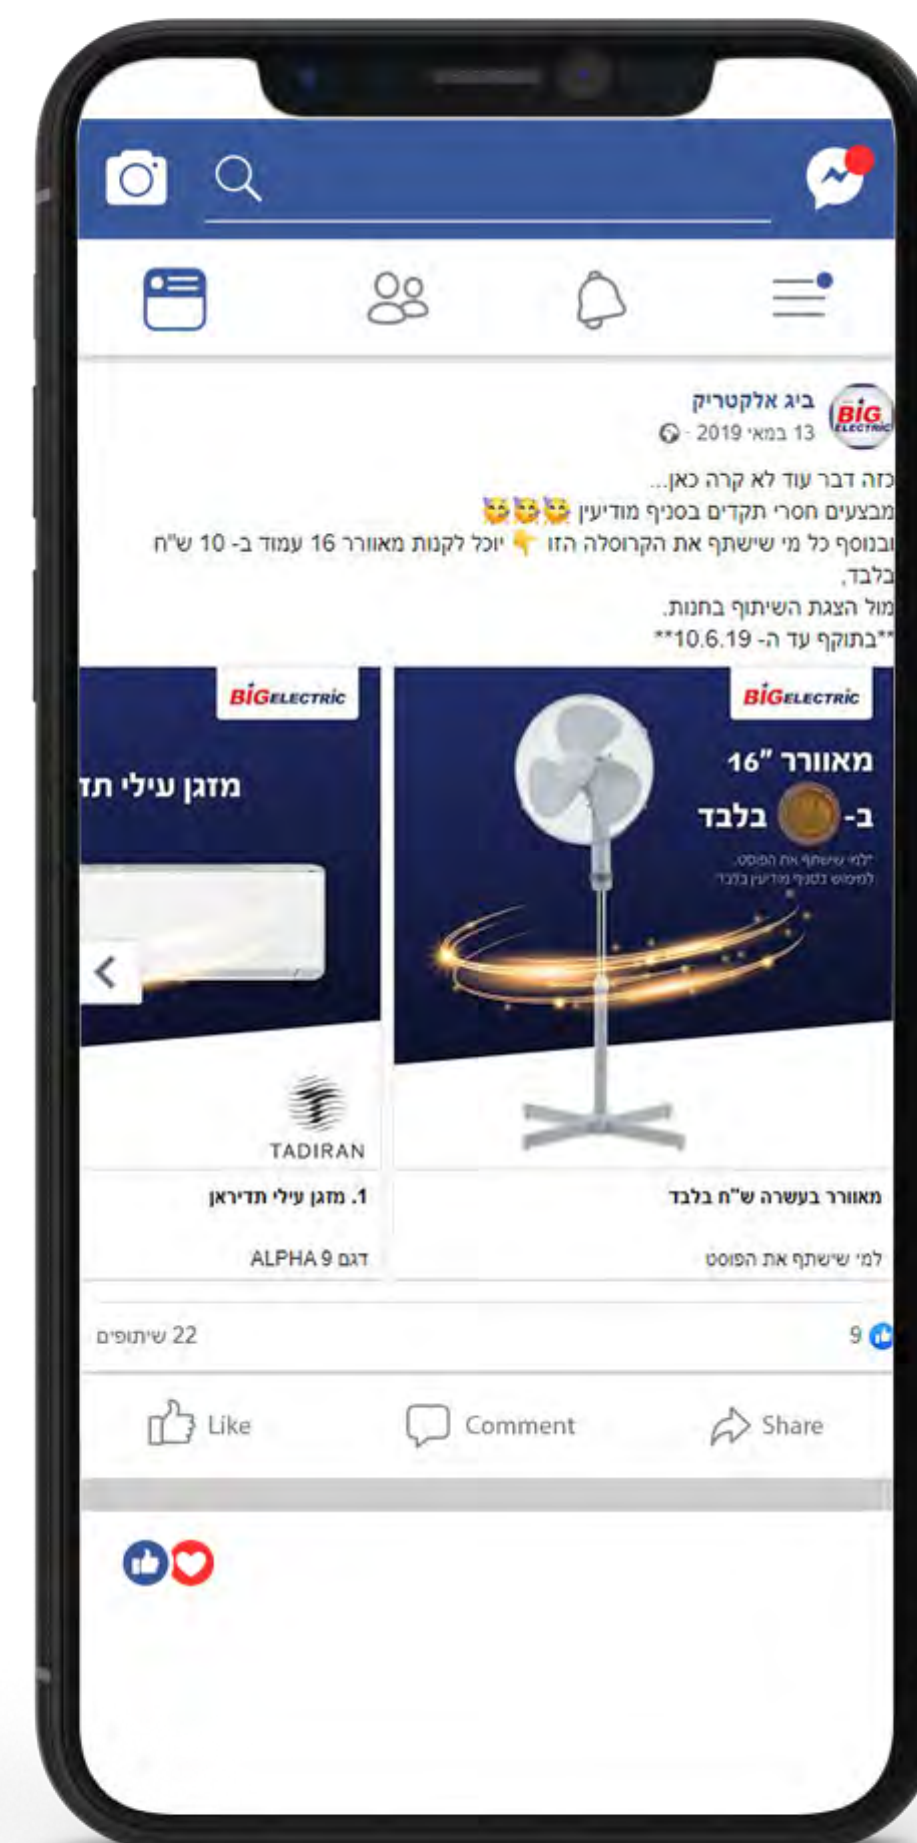 ביג אלקטריק
13 במאי 2019 ·
BIG
ELECTRIC
כזה דבר עוד לא קרה כאן...
מבצעים חסרי תקדים בסניף מודיעין
ובנוסף כל מי שישתף את הקרוסלה הזו יוכל לקנות מאוורר 16 עמוד ב- 10 ש"ח
בלבד,
מול הצגת השיתוף בחנות.
**בתוקף עד ה- 10.6.19**
BIGELECTRIC
מאוורר "16
ב- בלבד
*למי שישתף את הפוסט.
למימוש בסניף מודיעין בלבד
מאוורר בעשרה ש"ח בלבד
למי שישתף את הפוסט
BIGELECTRIC
מזגן עילי תד
TADIRAN
1. מזגן עילי תדיראן
דגם ALPHA 9
9
22 שיתופים
Like Comment Share